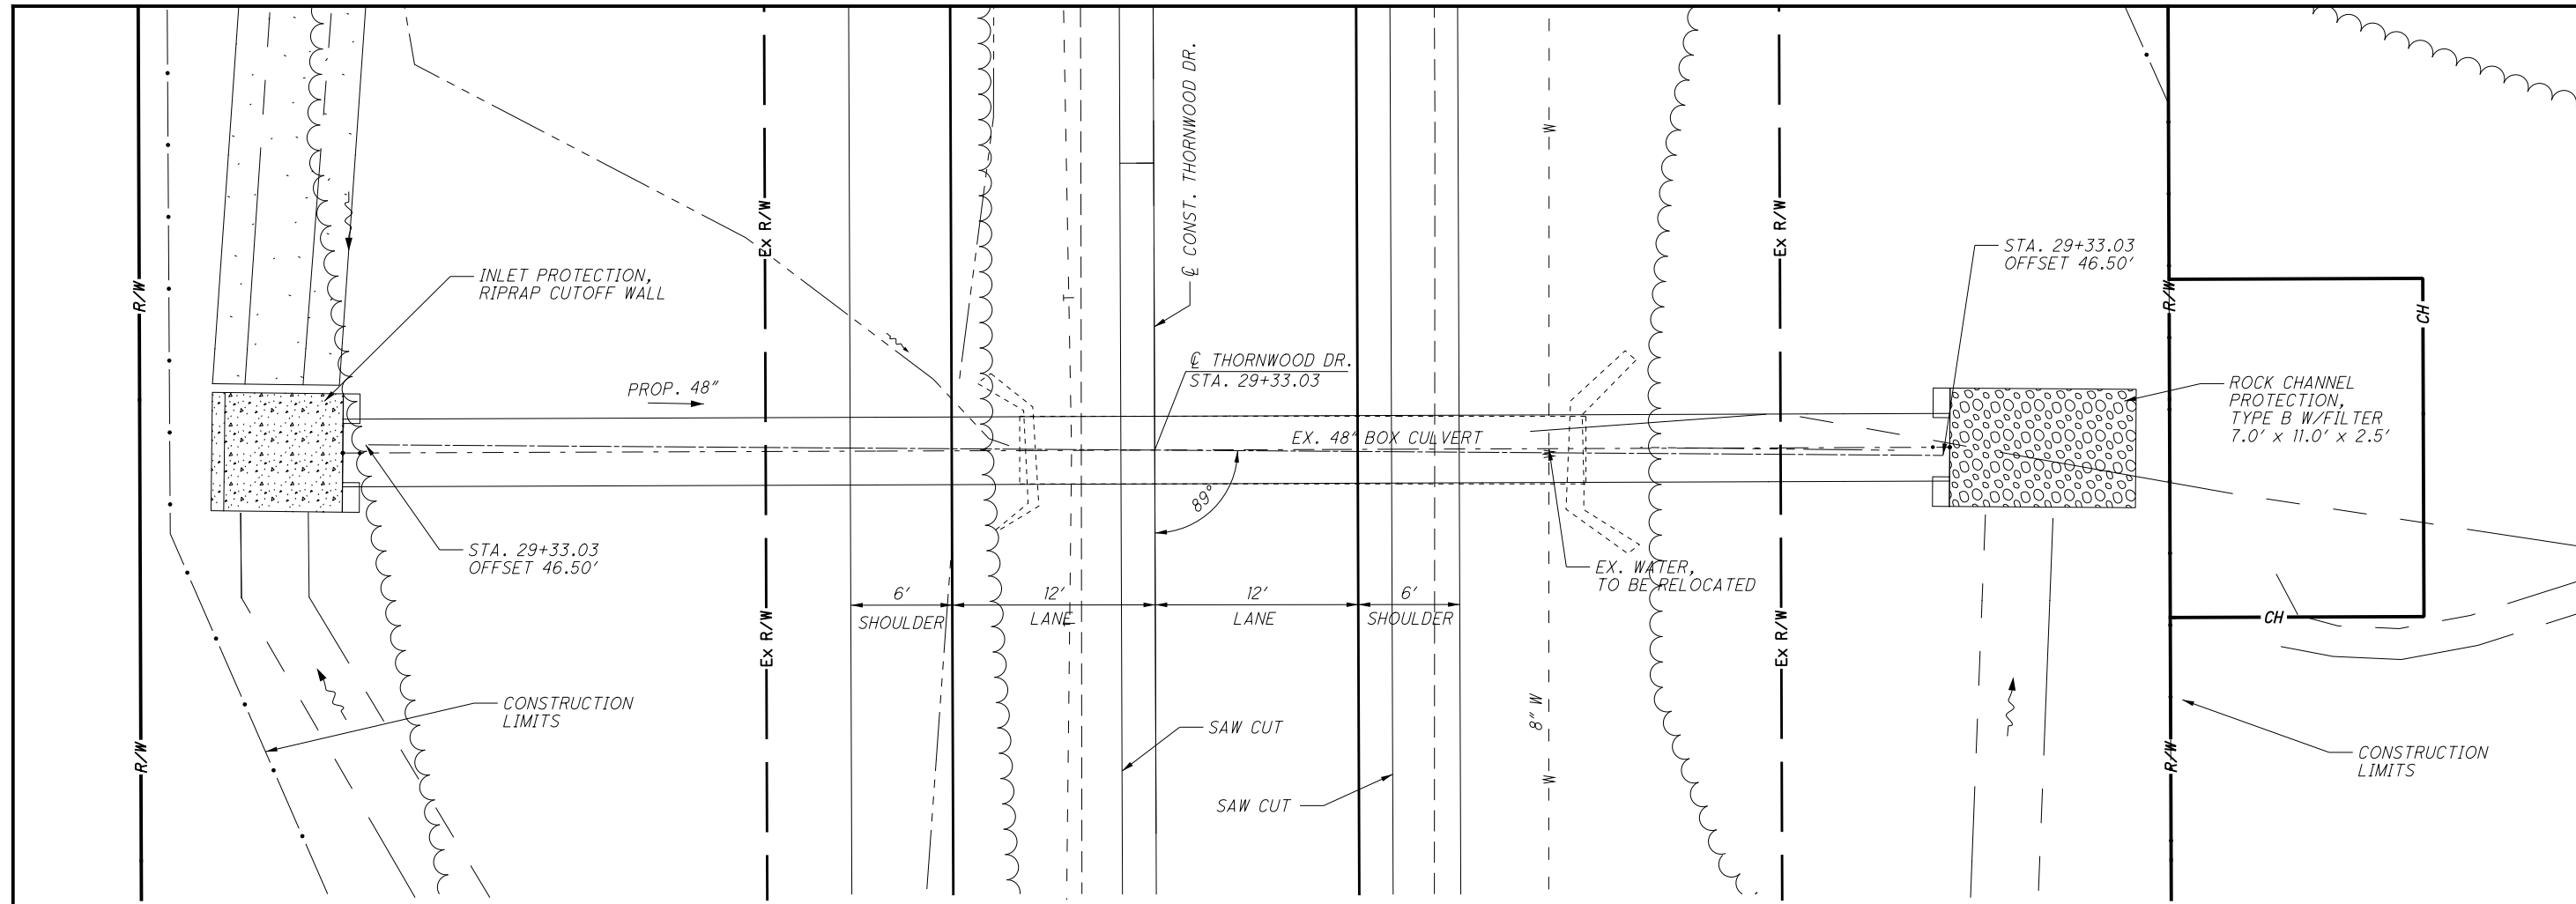 R/W
R/W
INLET PROTECTION,
RIPRAP CUTOFF WALL
Ex R/W
Ex R/W
PROP. 48"
STA. 29+33.03
OFFSET 46.50'
CONSTRUCTION
LIMITS
6'
SHOULDER
12'
LANE
12'
LANE
6'
SHOULDER
T
T
℄ CONST. THORNWOOD DR.
℄ THORNWOOD DR.
STA. 29+33.03
EX. 48" BOX CULVERT
89°
SAW CUT
SAW CUT
W
W
8" W
W
EX. WATER,
TO BE RELOCATED
Ex R/W
Ex R/W
STA. 29+33.03
OFFSET 46.50'
R/W
R/W
CH
CH
ROCK CHANNEL
PROTECTION,
TYPE B W/FILTER
7.0' x 11.0' x 2.5'
CONSTRUCTION
LIMITS